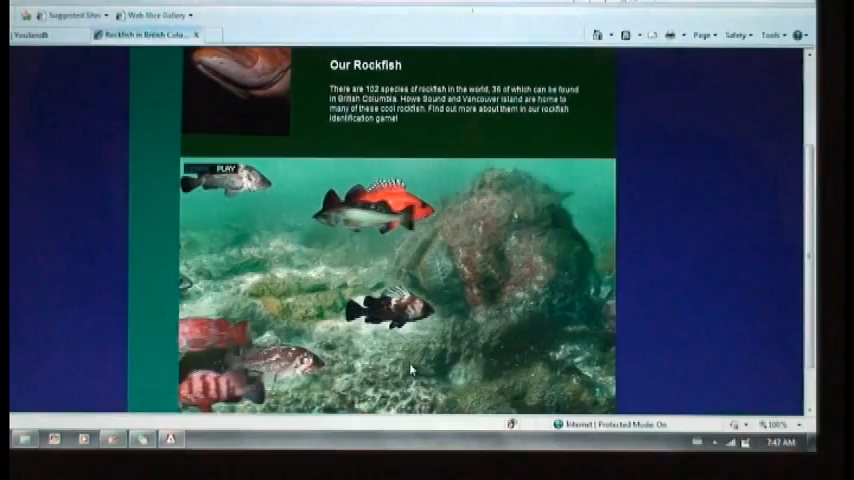 Suggested Sites Web Slice Gallery
YouSendIt Rockfish in British Colu... x Page Safety Tools
Our Rockfish
There are 102 species of rockfish in the world, 36 of which can be found
in British Columbia. Howe Sound and Vancouver Island are home to
many of these cool rockfish. Find out more about them in our rockfish
identification game!
PLAY
Internet | Protected Mode: On 100%
7:47 AM